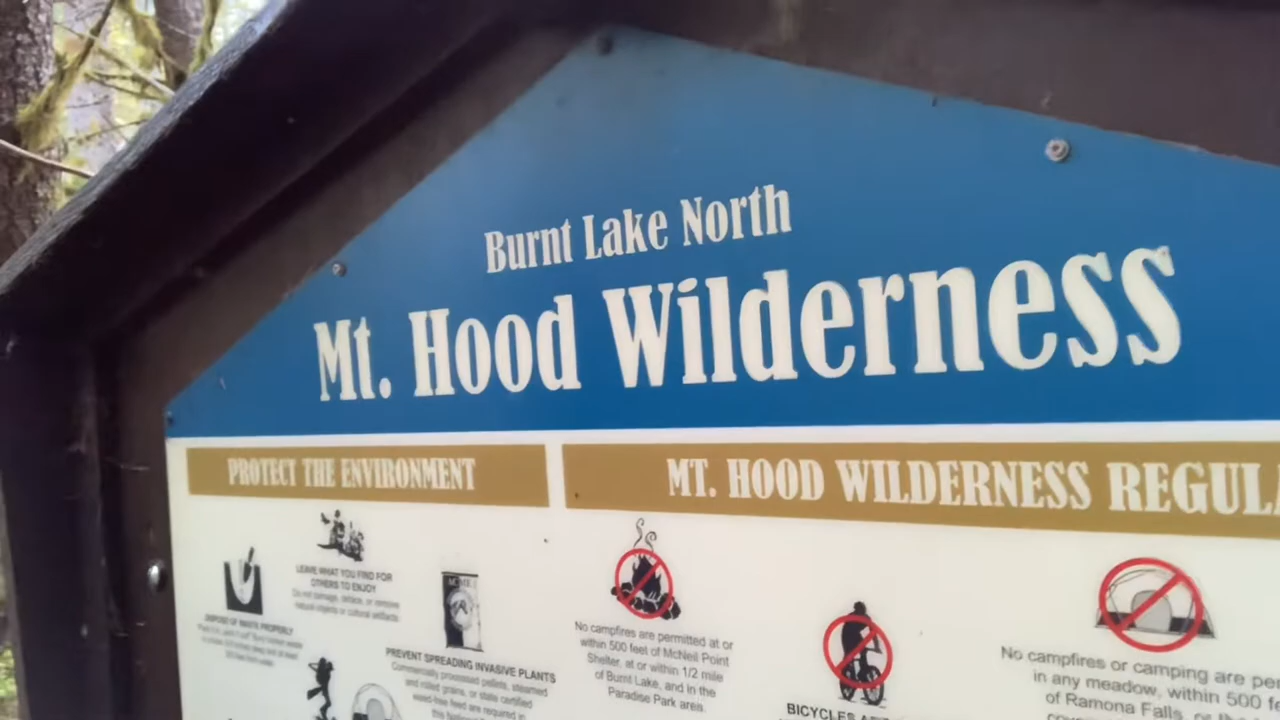 Burnt Lake North
Mt. Hood Wilderness
PROTECT THE ENVIRONMENT
MT. HOOD WILDERNESS REGUL
LEAVE WHAT YOU FIND FOR
OTHERS TO ENJOY
Do not damage, deface, or remove
natural objects or cultural artifacts
DISPOSE OF WASTE PROPERLY
PREVENT SPREADING INVASIVE PLANTS
Commercially processed pellets, steamed
and rolled grains, or state certified
weed-free feed are required in
No campfires are permitted at or
within 500 feet of McNeil Point
Shelter, at or within 1/2 mile
of Burnt Lake, and in the
Paradise Park area.
BICYCLES
No campfires or camping are per
in any meadow, within 500 fe
of Ramona Falls